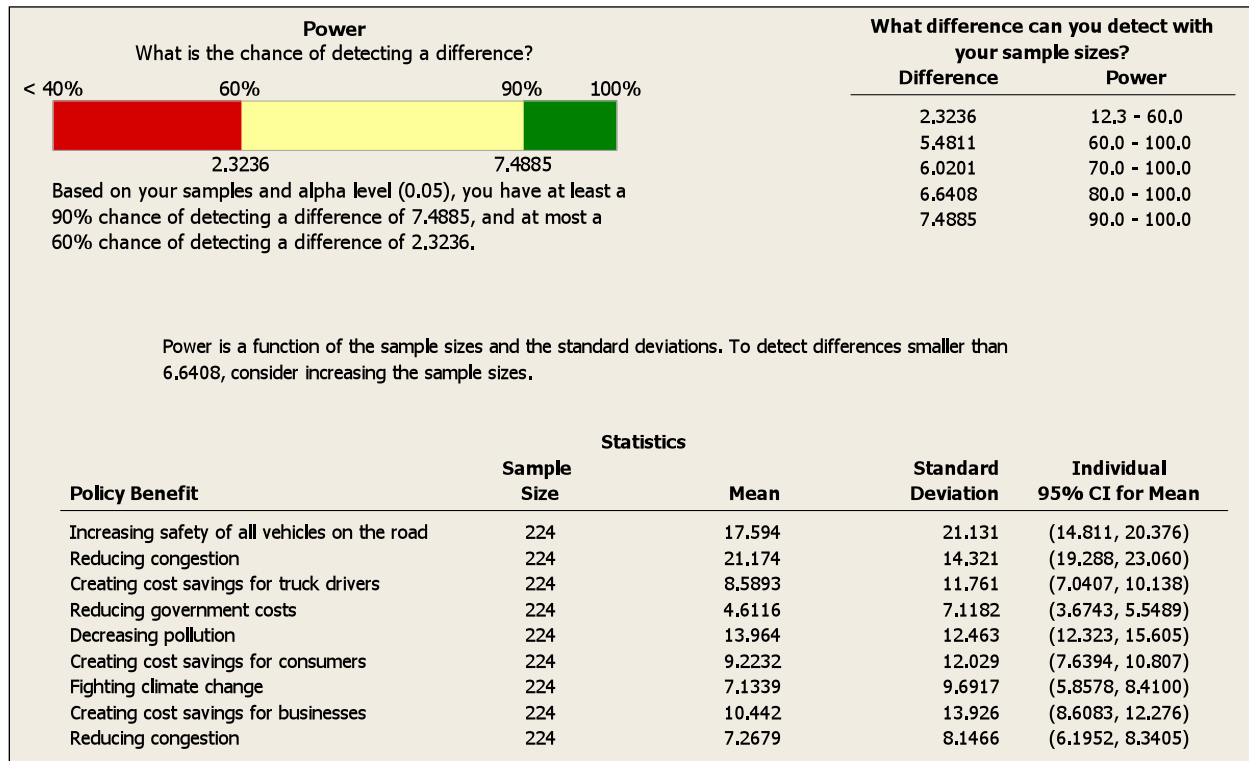 Power
What is the chance of detecting a difference?
< 40% 60% 90% 100%
2.3236 7.4885
Based on your samples and alpha level (0.05), you have at least a
90% chance of detecting a difference of 7.4885, and at most a
60% chance of detecting a difference of 2.3236.
What difference can you detect with
your sample sizes?
Difference Power
2.3236 12.3 - 60.0
5.4811 60.0 - 100.0
6.0201 70.0 - 100.0
6.6408 80.0 - 100.0
7.4885 90.0 - 100.0
Power is a function of the sample sizes and the standard deviations. To detect differences smaller than
6.6408, consider increasing the sample sizes.
Statistics
Sample Standard Individual
Policy Benefit Size Mean Deviation 95% CI for Mean
Increasing safety of all vehicles on the road 224 17.594 21.131 (14.811, 20.376)
Reducing congestion 224 21.174 14.321 (19.288, 23.060)
Creating cost savings for truck drivers 224 8.5893 11.761 (7.0407, 10.138)
Reducing government costs 224 4.6116 7.1182 (3.6743, 5.5489)
Decreasing pollution 224 13.964 12.463 (12.323, 15.605)
Creating cost savings for consumers 224 9.2232 12.029 (7.6394, 10.807)
Fighting climate change 224 7.1339 9.6917 (5.8578, 8.4100)
Creating cost savings for businesses 224 10.442 13.926 (8.6083, 12.276)
Reducing congestion 224 7.2679 8.1466 (6.1952, 8.3405)